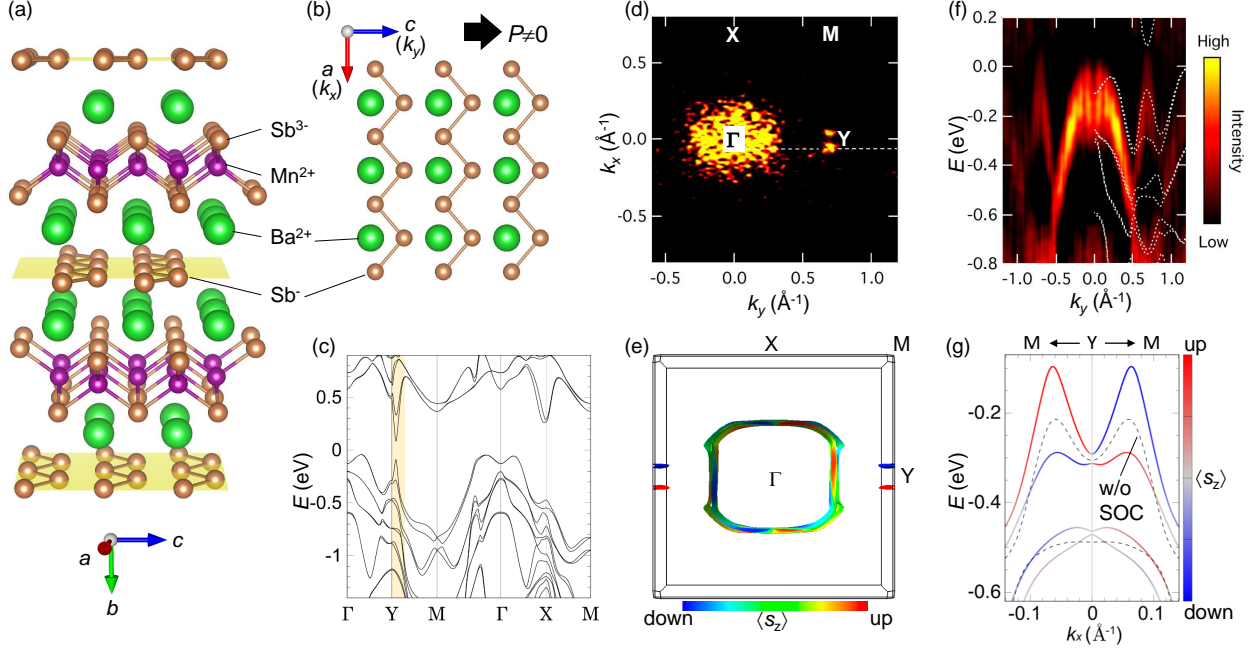 (a)
Sb3-
Mn2+
Ba2+
Sb-
a
c
b
(b)
c
(ky)
P≠0
a
(kx)
(c)
E (eV)
0.5
0
-0.5
-1
Γ Y M Γ X M
(d)
X M
kx (Å-1)
0.5
0.0
-0.5
Γ
Y
-0.5 0.0 0.5 1.0
ky (Å-1)
(e)
X M
Γ
Y
down ⟨sz⟩ up
(f)
E (eV)
0.2
0.0
-0.2
-0.4
-0.6
-0.8
-1.0 -0.5 0.0 0.5 1.0
ky (Å-1)
High
Intensity
Low
(g)
M ← Y → M
up
E (eV)
-0.2
-0.4
-0.6
w/o
SOC
⟨sz⟩
down
-0.1 0 0.1
kx (Å-1)